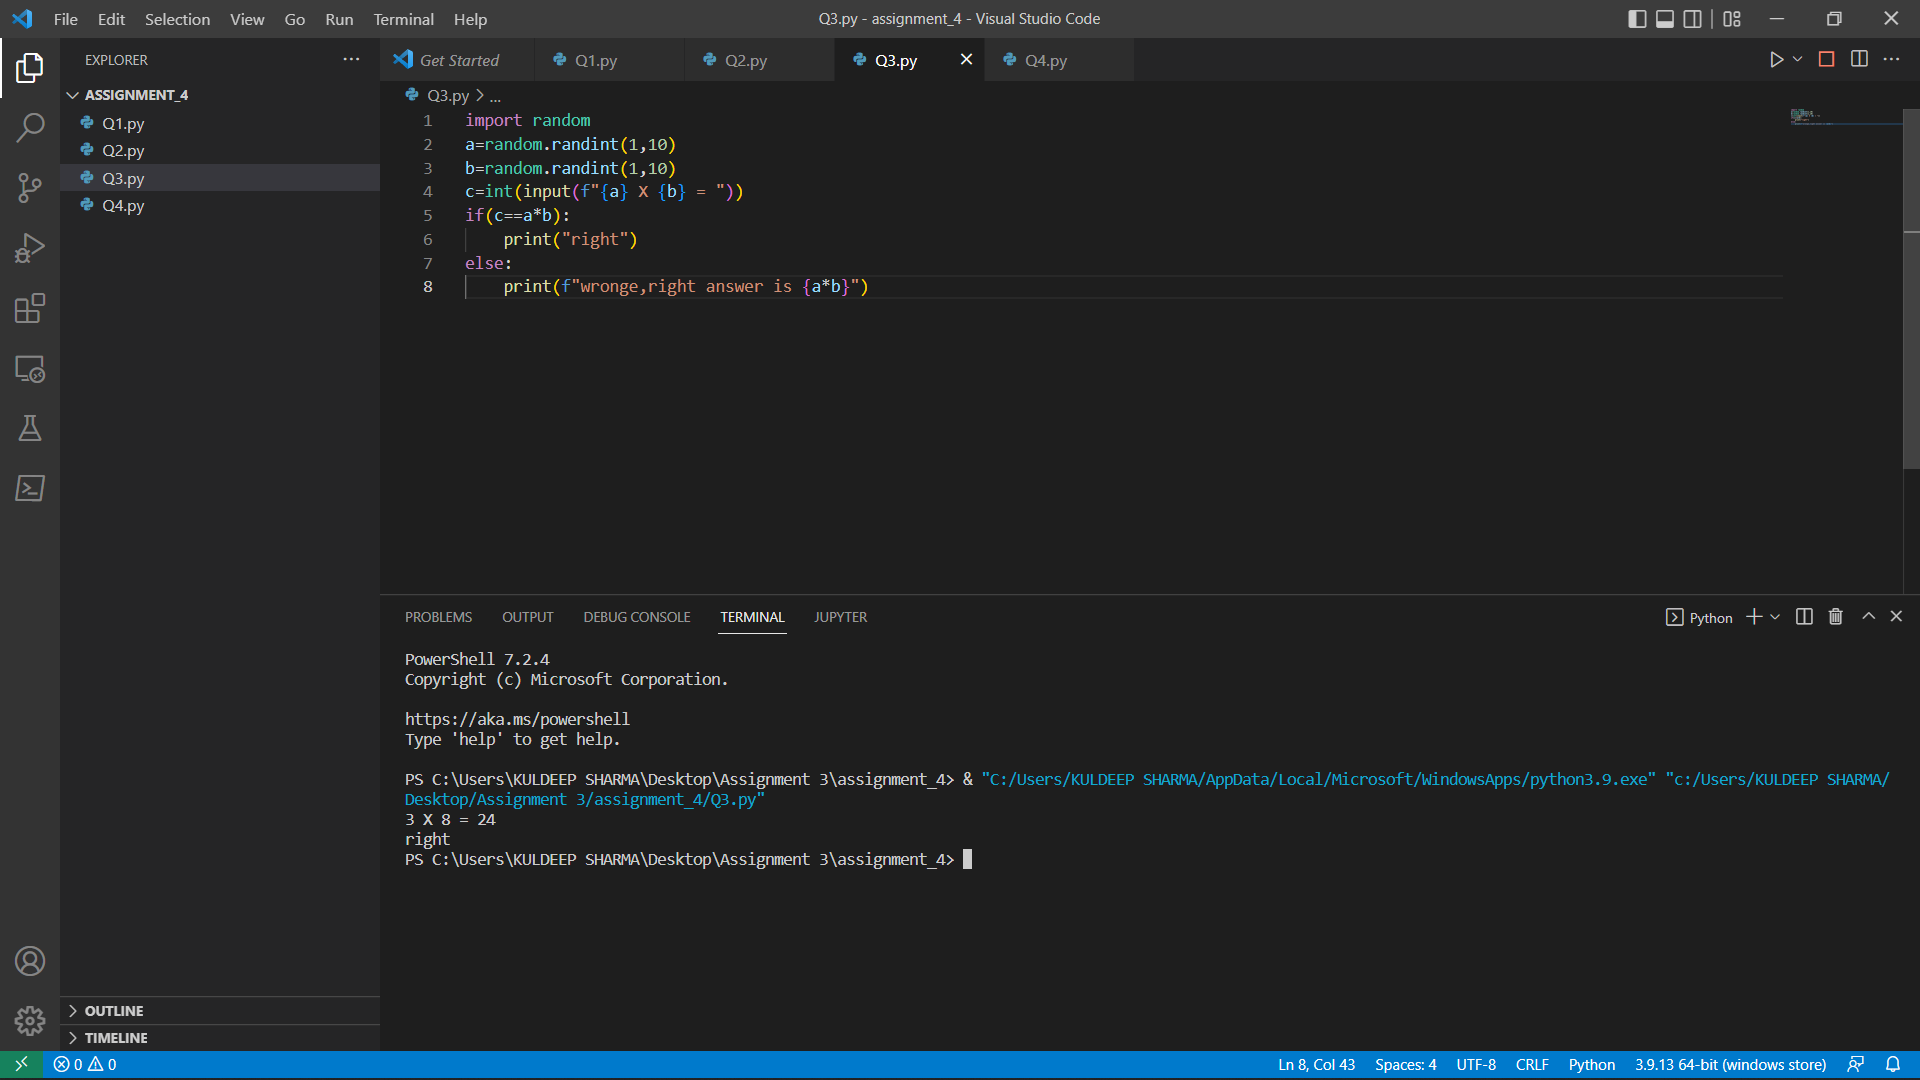 File Edit Selection View Go Run Terminal Help
Q3.py - assignment_4 - Visual Studio Code
EXPLORER
ASSIGNMENT_4
Q1.py
Q2.py
Q3.py
Q4.py
OUTLINE
TIMELINE
Get Started Q1.py Q2.py Q3.py Q4.py
Q3.py > ...
1 import random
2 a=random.randint(1,10)
3 b=random.randint(1,10)
4 c=int(input(f"{a} X {b} = "))
5 if(c==a*b):
6     print("right")
7 else:
8     print(f"wronge,right answer is {a*b}")
PROBLEMS OUTPUT DEBUG CONSOLE TERMINAL JUPYTER
Python
PowerShell 7.2.4
Copyright (c) Microsoft Corporation.
https://aka.ms/powershell
Type 'help' to get help.
PS C:\Users\KULDEEP SHARMA\Desktop\Assignment 3\assignment_4> & "C:/Users/KULDEEP SHARMA/AppData/Local/Microsoft/WindowsApps/python3.9.exe" "c:/Users/KULDEEP SHARMA/
Desktop/Assignment 3/assignment_4/Q3.py"
3 X 8 = 24
right
PS C:\Users\KULDEEP SHARMA\Desktop\Assignment 3\assignment_4>
0 0 Ln 8, Col 43 Spaces: 4 UTF-8 CRLF Python 3.9.13 64-bit (windows store)